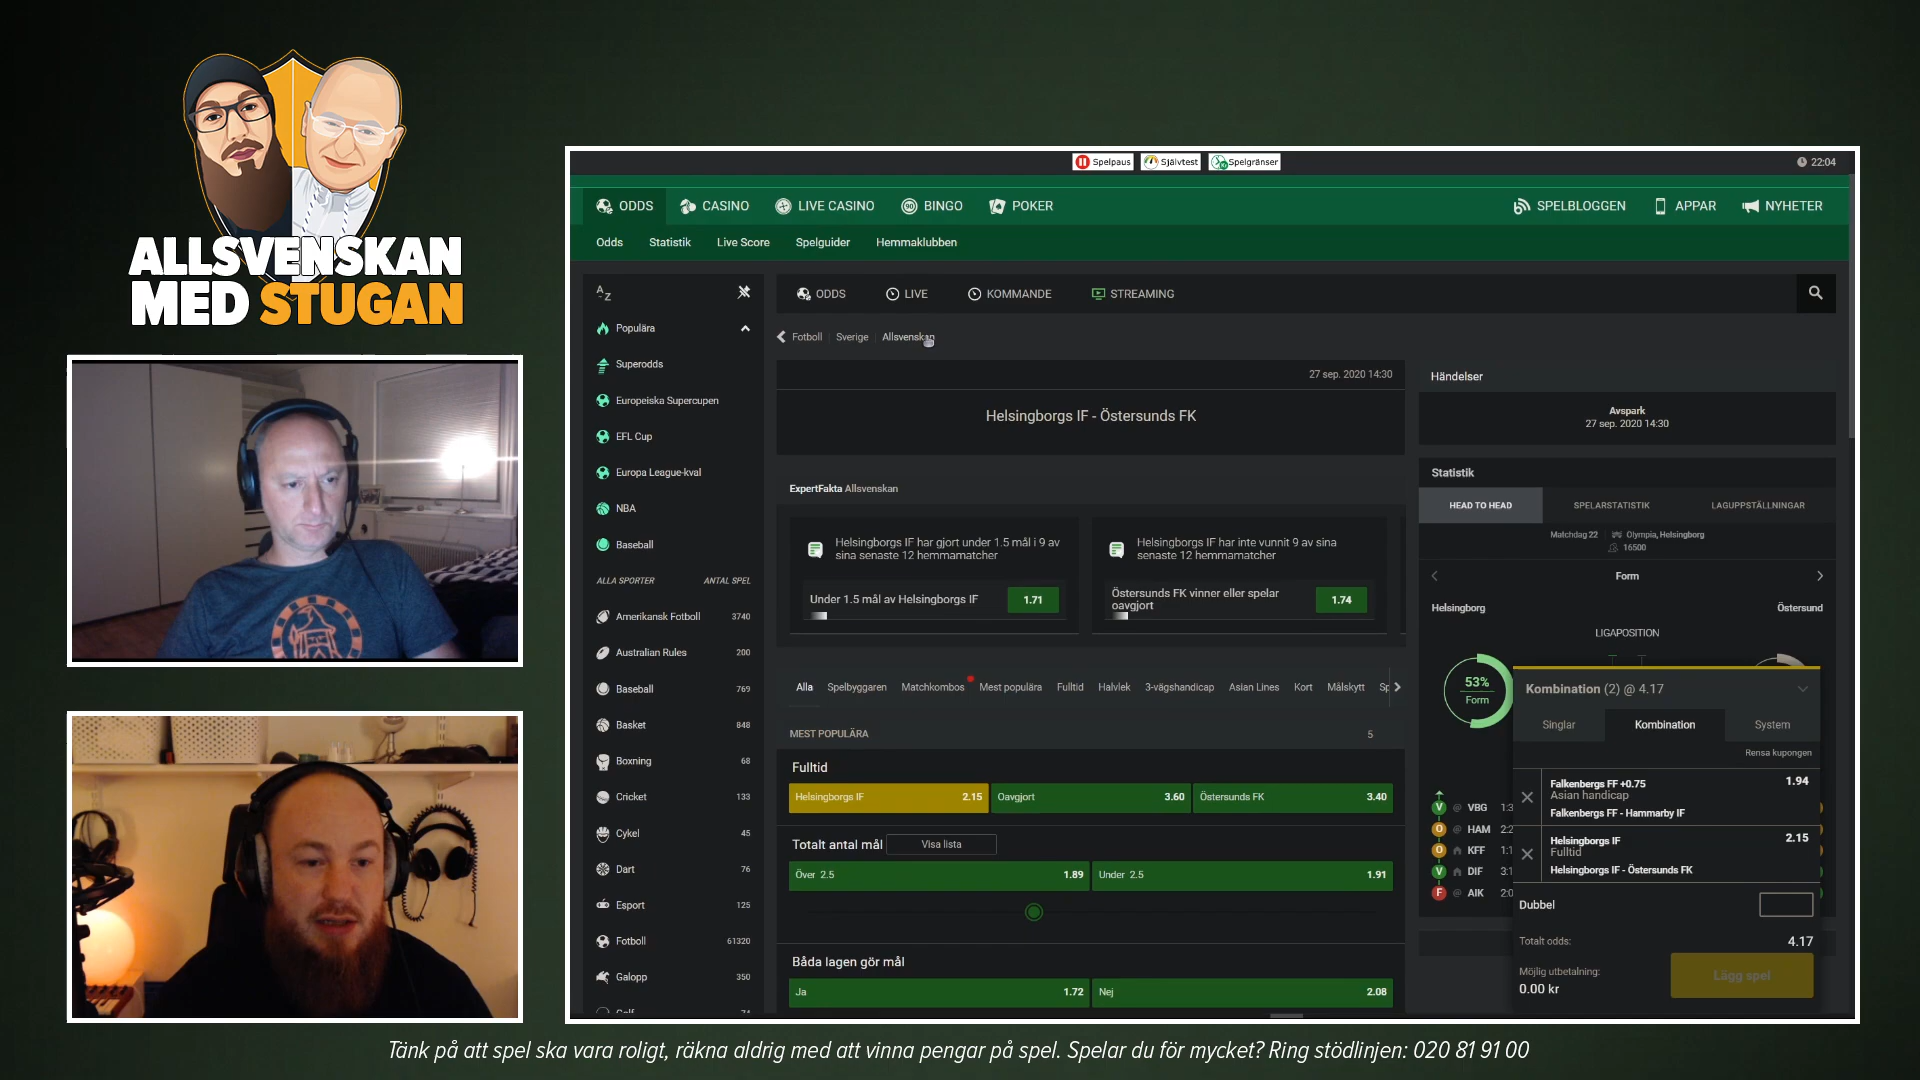 ALLSVENSKAN
MED STUGAN
Spelpaus
Självtest
Spelgränser
22:04
ODDS
CASINO
LIVE CASINO
BINGO
POKER
SPELBLOGGEN
APPAR
NYHETER
Odds
Statistik
Live Score
Spelguider
Hemmaklubben
A-Z
Populära
Superodds
Europeiska Supercupen
EFL Cup
Europa League-kval
NBA
Baseball
ALLA SPORTER ANTAL SPEL
Amerikansk Fotboll 3740
Australian Rules 200
Baseball 769
Basket 848
Boxning 68
Cricket 133
Cykel 45
Dart 76
Esport 125
Fotboll 61320
Galopp 350
ODDS
LIVE
KOMMANDE
STREAMING
Fotboll Sverige Allsvenskan
27 sep. 2020 14:30
Helsingborgs IF - Östersunds FK
ExpertFakta Allsvenskan
Helsingborgs IF har gjort under 1.5 mål i 9 av
sina senaste 12 hemmamatcher
Under 1.5 mål av Helsingborgs IF 1.71
Helsingborgs IF har inte vunnit 9 av sina
senaste 12 hemmamatcher
Östersunds FK vinner eller spelar
oavgjort
1.74
Alla Spelbyggaren Matchkombos Mest populära Fulltid Halvlek 3-vägshandicap Asian Lines Kort Målskytt Sp
MEST POPULÄRA 5
Fulltid
Helsingborgs IF 2.15 Oavgjort 3.60 Östersunds FK 3.40
Totalt antal mål Visa lista
Över 2.5 1.89 Under 2.5 1.91
Båda lagen gör mål
Ja 1.72 Nej 2.08
Händelser
Avspark
27 sep. 2020 14:30
Statistik
HEAD TO HEAD SPELARSTATISTIK LAGUPPSTÄLLNINGAR
Matchdag 22 Olympia, Helsingborg
16500
Form
Helsingborg Östersund
LIGAPOSITION
53%
Form
V @ VBG 1:3
O @ HAM 2:2
O KFF 1:1
V DIF 3:1
F @ AIK 2:0
Kombination (2) @ 4.17
Singlar Kombination System
Rensa kupongen
Falkenbergs FF +0.75 1.94
Asian handicap
Falkenbergs FF - Hammarby IF
Helsingborgs IF 2.15
Fulltid
Helsingborgs IF - Östersunds FK
Dubbel
Totalt odds: 4.17
Möjlig utbetalning:
0.00 kr
Lägg spel
Tänk på att spel ska vara roligt, räkna aldrig med att vinna pengar på spel. Spelar du för mycket? Ring stödlinjen: 020 81 91 00